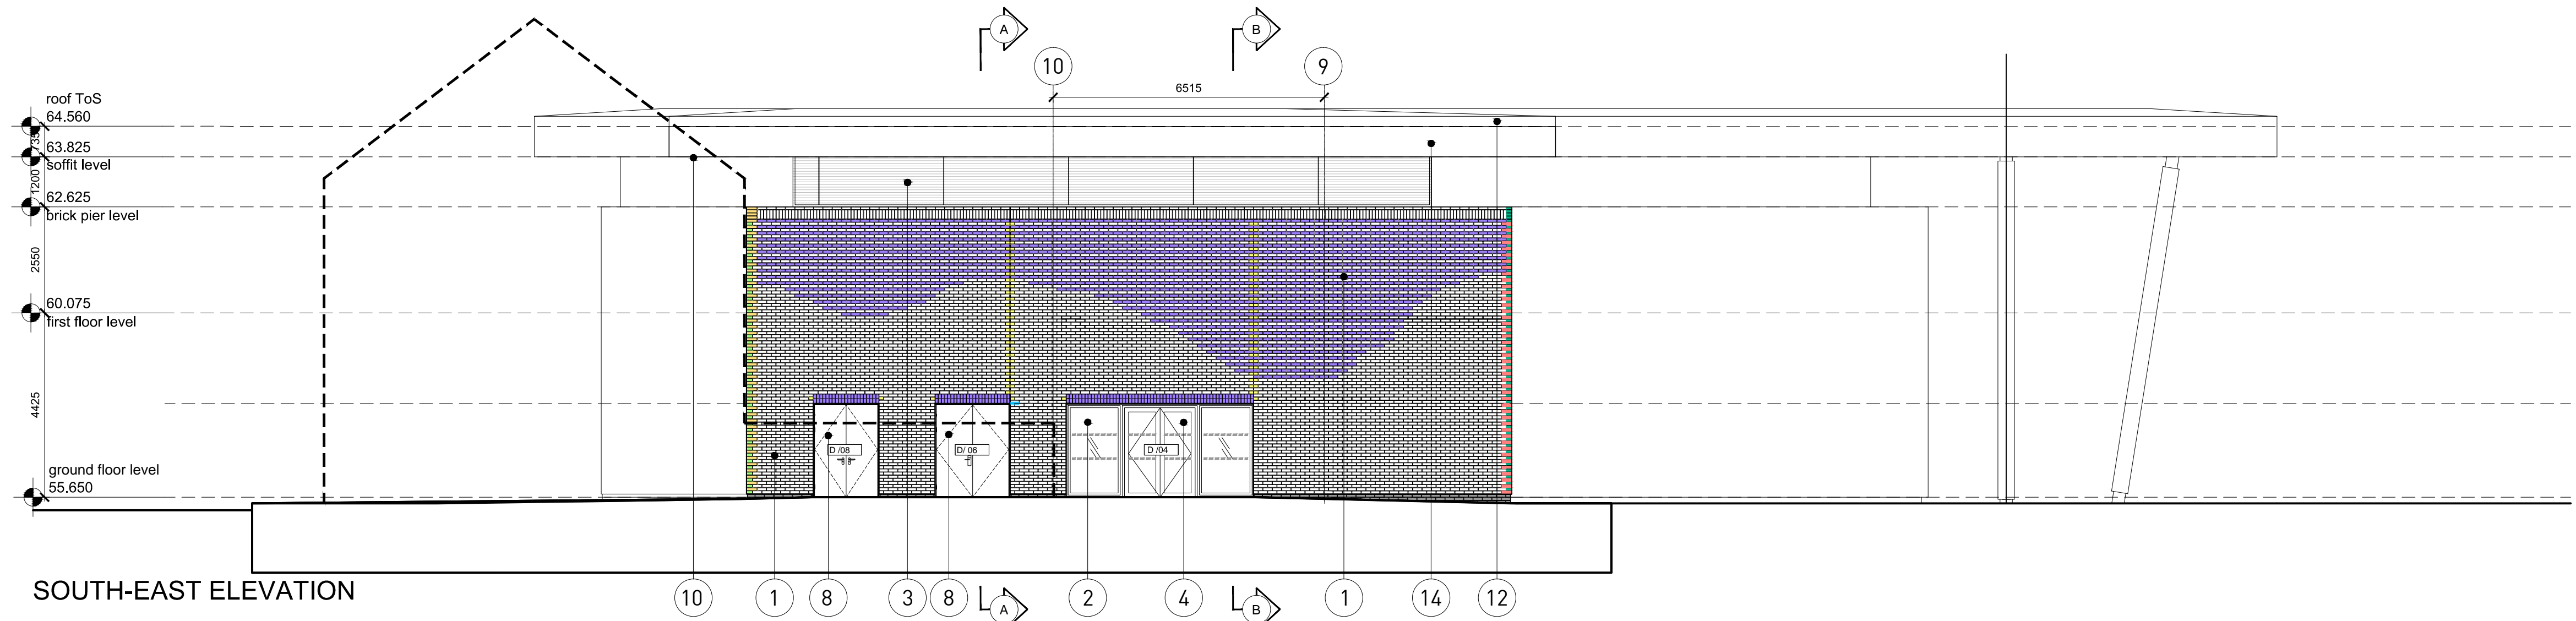 A
B
10
9
6515
roof ToS
64.560
735
63.825
soffit level
1200
62.625
brick pier level
2550
60.075
first floor level
4425
D /08
D/ 06
D /04
ground floor level
55.650
SOUTH-EAST ELEVATION
10
1
8
3
8
A
2
4
B
1
14
12